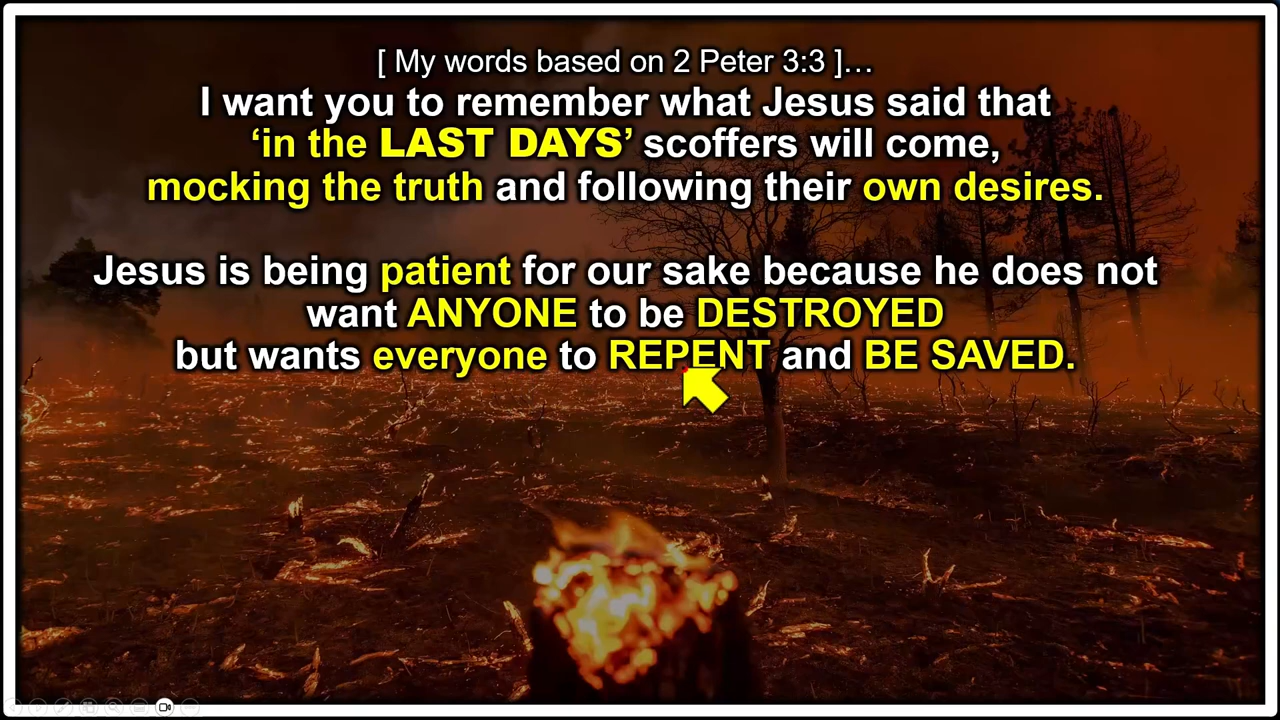 [ My words based on 2 Peter 3:3 ]…
I want you to remember what Jesus said that
‘in the LAST DAYS’ scoffers will come,
mocking the truth and following their own desires.
Jesus is being patient for our sake because he does not
want ANYONE to be DESTROYED
but wants everyone to REPENT and BE SAVED.